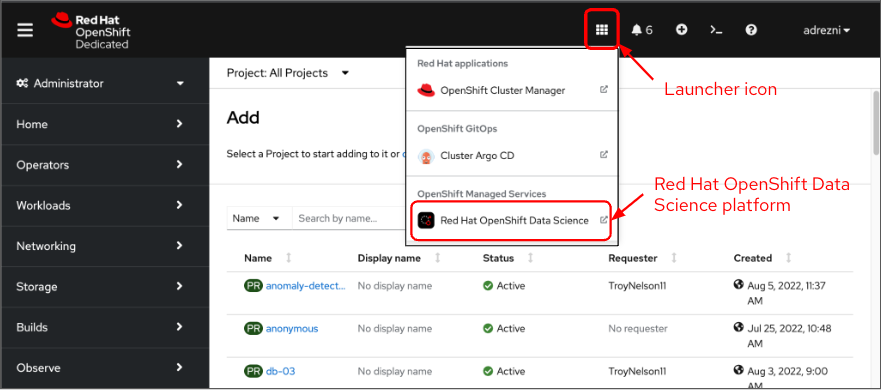 Red Hat
OpenShift
Dedicated
6
adrezni
Administrator
Home
Operators
Workloads
Networking
Storage
Builds
Observe
Project: All Projects
Add
Select a Project to start adding to it or
Red Hat applications
OpenShift Cluster Manager
OpenShift GitOps
Cluster Argo CD
OpenShift Managed Services
Red Hat OpenShift Data Science
Launcher icon
Red Hat OpenShift Data
Science platform
Name Search by name...
Name Display name Status Requester Created
PR anomaly-detect... No display name Active TroyNelson11 Aug 5, 2022, 11:37
AM
PR anonymous No display name Active No requester Jul 25, 2022, 10:48
AM
PR db-03 No display name Active TroyNelson11 Aug 3, 2022, 9:00
AM